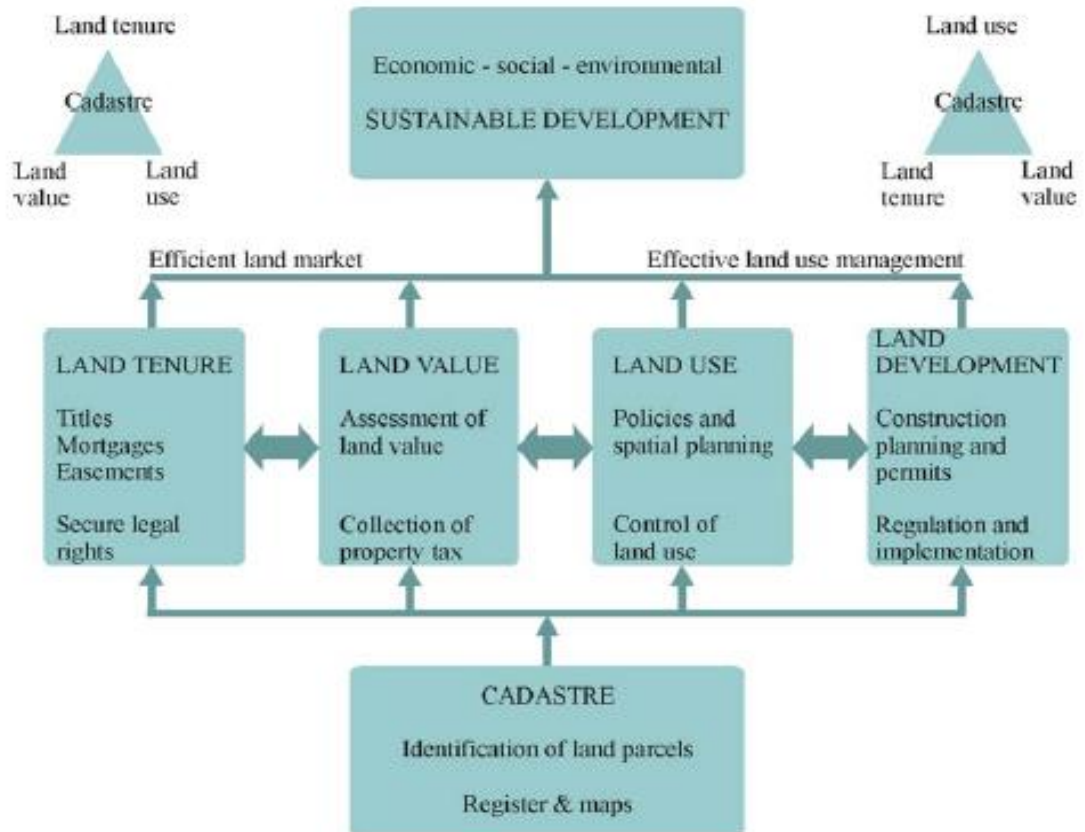 Land tenure
Cadastre
Land
value
Land
use
Economic - social - environmental
SUSTAINABLE DEVELOPMENT
Land use
Cadastre
Land
tenure
Land
value
Efficient land market
Effective land use management
LAND TENURE
Titles
Mortgages
Easements
Secure legal
rights
LAND VALUE
Assessment of
land value
Collection of
property tax
LAND USE
Policies and
spatial planning
Control of
land use
LAND
DEVELOPMENT
Construction
planning and
permits
Regulation and
implementation
CADASTRE
Identification of land parcels
Register & maps